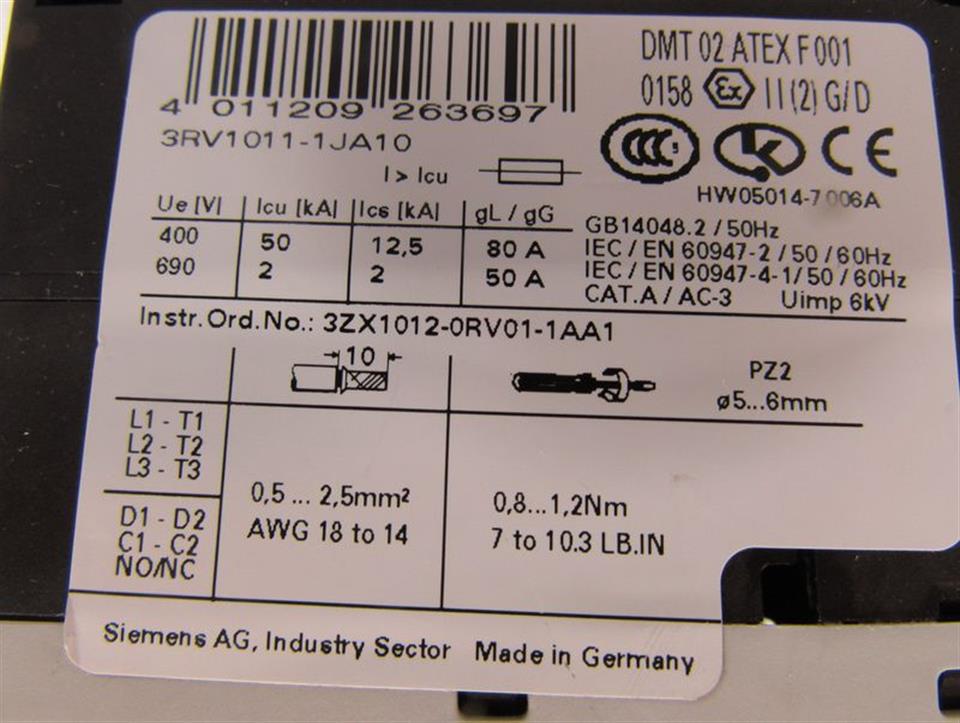 DMT 02 ATEX F 001
0158 Ex II (2) G/D
4 011209 263697
3RV1011-1JA10
CCC S
CE
I > Icu
HW05014-7 006A
Ue [V] Icu [kA] Ics [kA] gL / gG
400 50 12,5 80 A
690 2 2 50 A
GB14048.2 / 50Hz
IEC / EN 60947-2 / 50 / 60Hz
IEC / EN 60947-4-1 / 50 / 60Hz
CAT.A / AC-3 Uimp 6kV
Instr.Ord.No.: 3ZX1012-0RV01-1AA1
10
PZ2
ø5...6mm
L1 - T1
L2 - T2
L3 - T3
D1 - D2
C1 - C2
NO/NC
0,5 ... 2,5mm²
AWG 18 to 14
0,8...1,2Nm
7 to 10.3 LB.IN
Siemens AG, Industry Sector Made in Germany